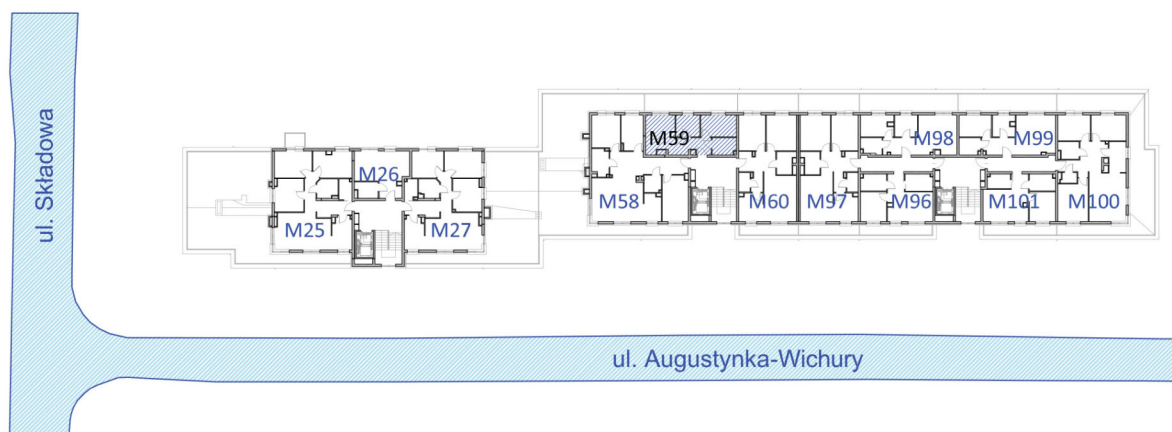 ul. Składowa
M59
M98
M99
M26
M58
M60
M97
M96
M101
M100
M25
M27
ul. Augustynka-Wichury